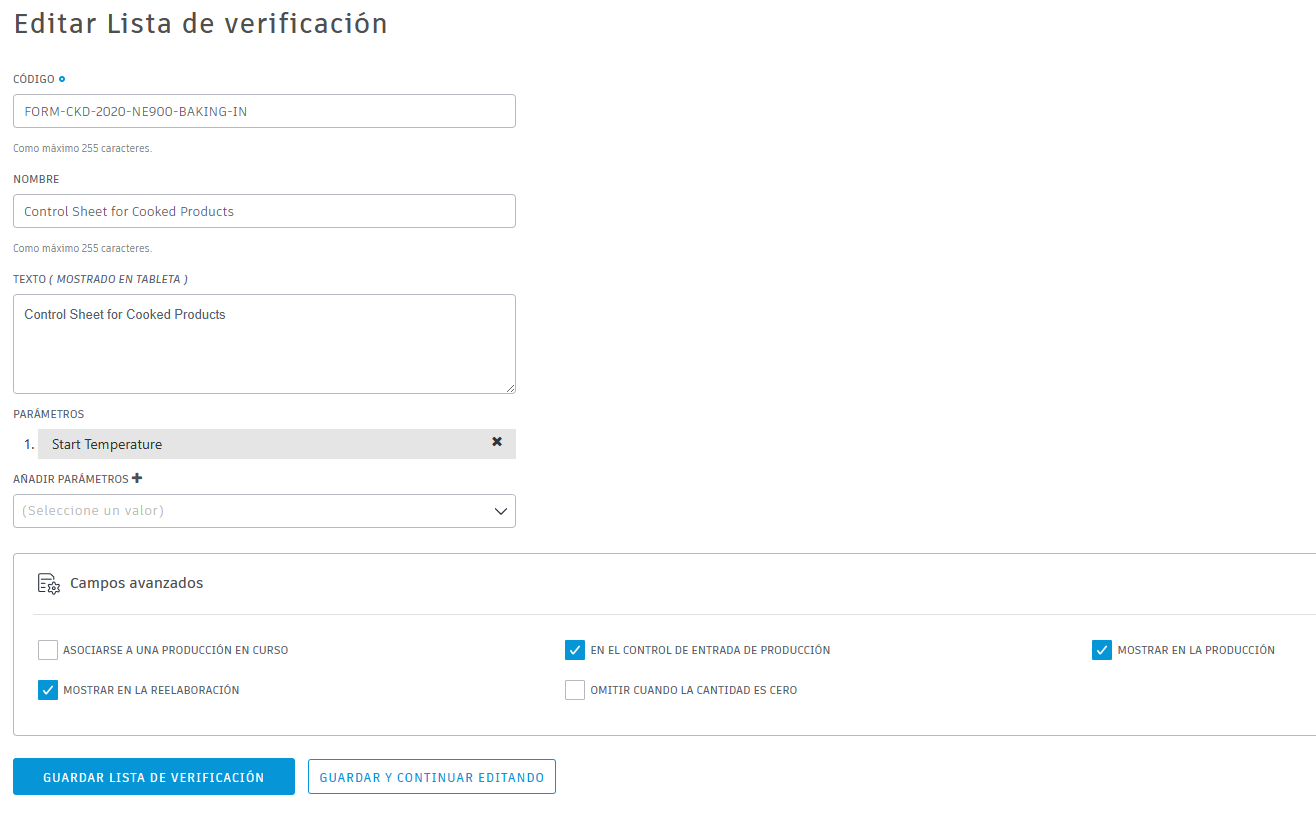 Editar Lista de verificación
CÓDIGO
FORM-CKD-2020-NE900-BAKING-IN
Como máximo 255 caracteres.
NOMBRE
Control Sheet for Cooked Products
Como máximo 255 caracteres.
TEXTO ( MOSTRADO EN TABLETA )
Control Sheet for Cooked Products
PARÁMETROS
1. Start Temperature
AÑADIR PARÁMETROS
(Seleccione un valor)
Campos avanzados
ASOCIARSE A UNA PRODUCCIÓN EN CURSO
EN EL CONTROL DE ENTRADA DE PRODUCCIÓN
MOSTRAR EN LA PRODUCCIÓN
MOSTRAR EN LA REELABORACIÓN
OMITIR CUANDO LA CANTIDAD ES CERO
GUARDAR LISTA DE VERIFICACIÓN
GUARDAR Y CONTINUAR EDITANDO